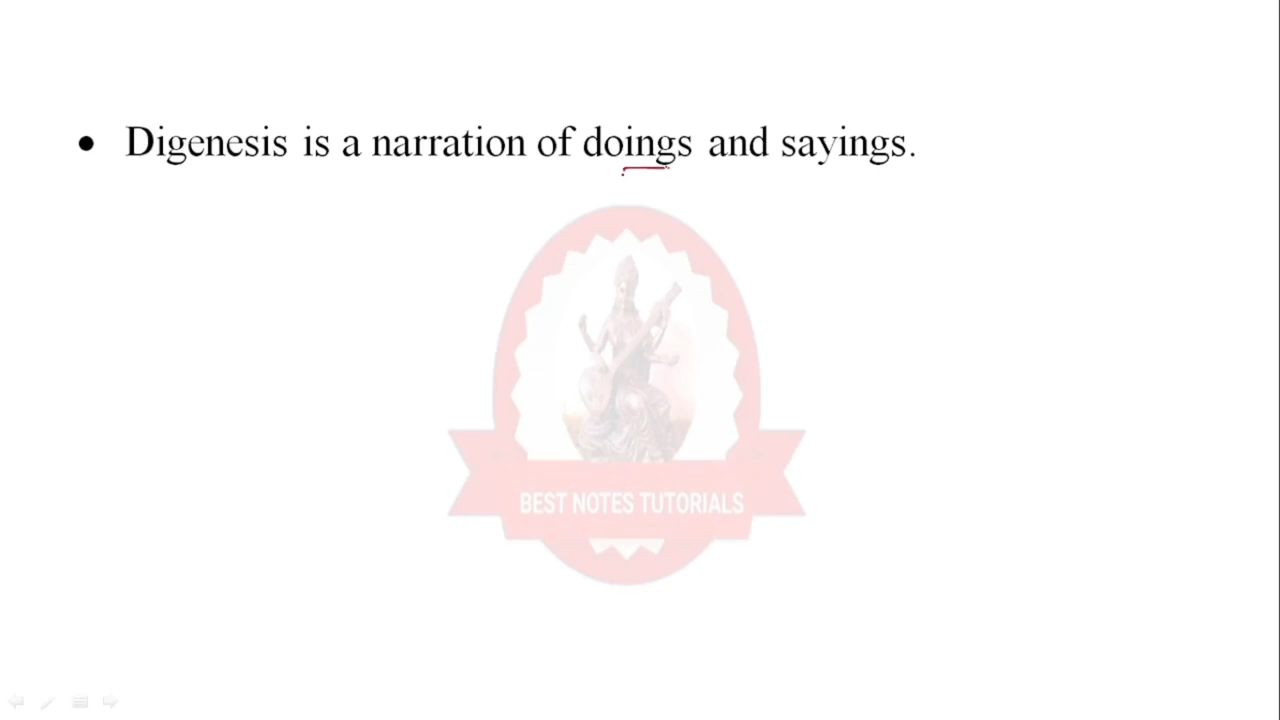 • Digenesis is a narration of doings and sayings.
BEST NOTES TUTORIALS